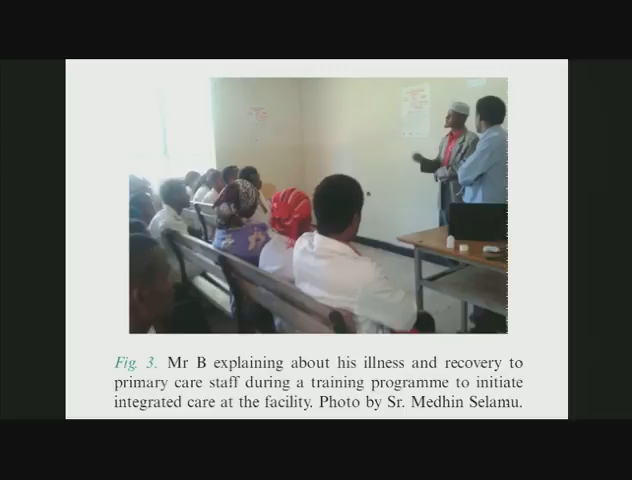 Fig. 3. Mr B explaining about his illness and recovery to
primary care staff during a training programme to initiate
integrated care at the facility. Photo by Sr. Medhin Selamu.